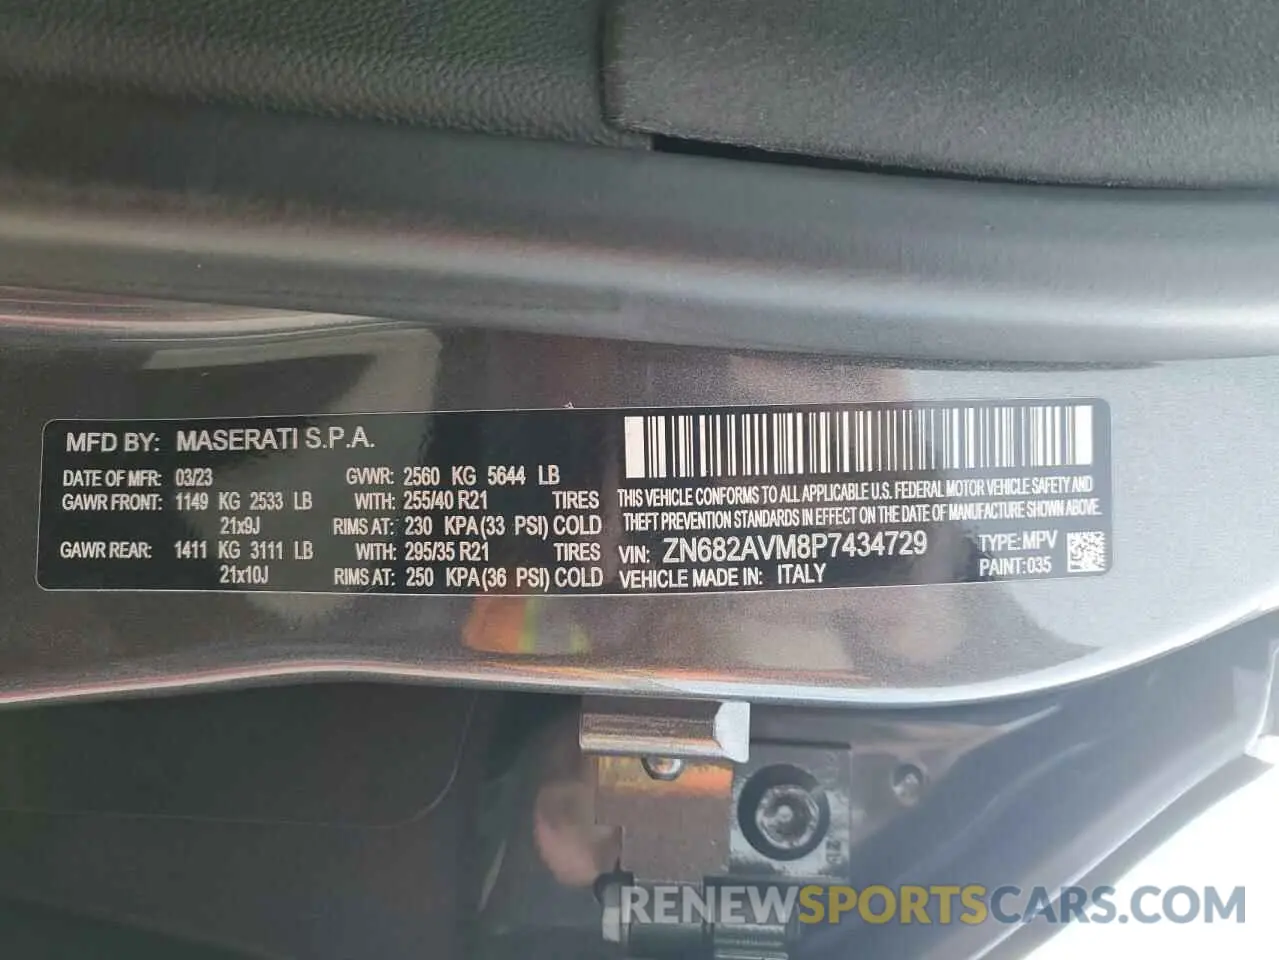 MFD BY: MASERATI S.P.A.
DATE OF MFR: 03/23 GVWR: 2560 KG 5644 LB
GAWR FRONT: 1149 KG 2533 LB WITH: 255/40 R21 TIRES
21x9J RIMS AT: 230 KPA(33 PSI) COLD
GAWR REAR: 1411 KG 3111 LB WITH: 295/35 R21 TIRES
21x10J RIMS AT: 250 KPA(36 PSI) COLD
THIS VEHICLE CONFORMS TO ALL APPLICABLE U.S. FEDERAL MOTOR VEHICLE SAFETY AND
THEFT PREVENTION STANDARDS IN EFFECT ON THE DATE OF MANUFACTURE SHOWN ABOVE.
VIN: ZN682AVM8P7434729 TYPE: MPV
VEHICLE MADE IN: ITALY PAINT: 035
RENEWSPORTSCARS.COM